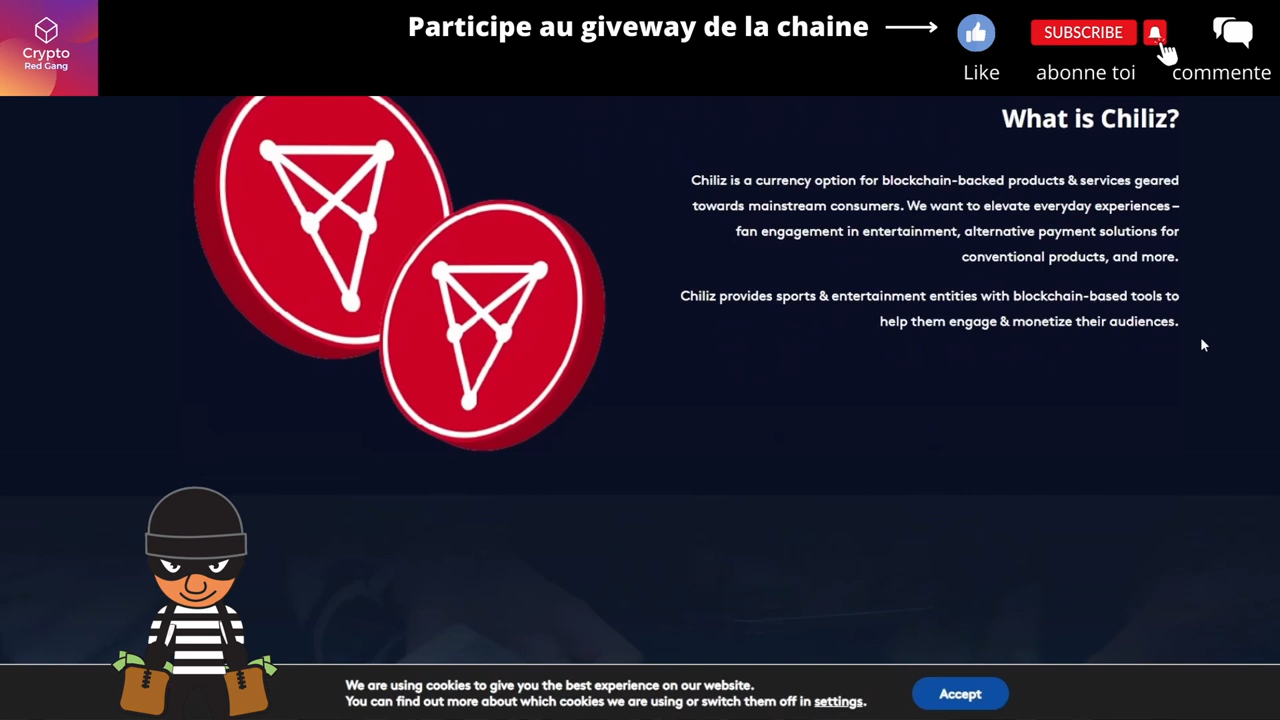 Crypto
Red Gang
Participe au giveway de la chaine
SUBSCRIBE
Like
abonne toi
commente
What is Chiliz?
Chiliz is a currency option for blockchain-backed products & services geared
towards mainstream consumers. We want to elevate everyday experiences –
fan engagement in entertainment, alternative payment solutions for
conventional products, and more.
Chiliz provides sports & entertainment entities with blockchain-based tools to
help them engage & monetize their audiences.
We are using cookies to give you the best experience on our website.
You can find out more about which cookies we are using or switch them off in settings.
Accept